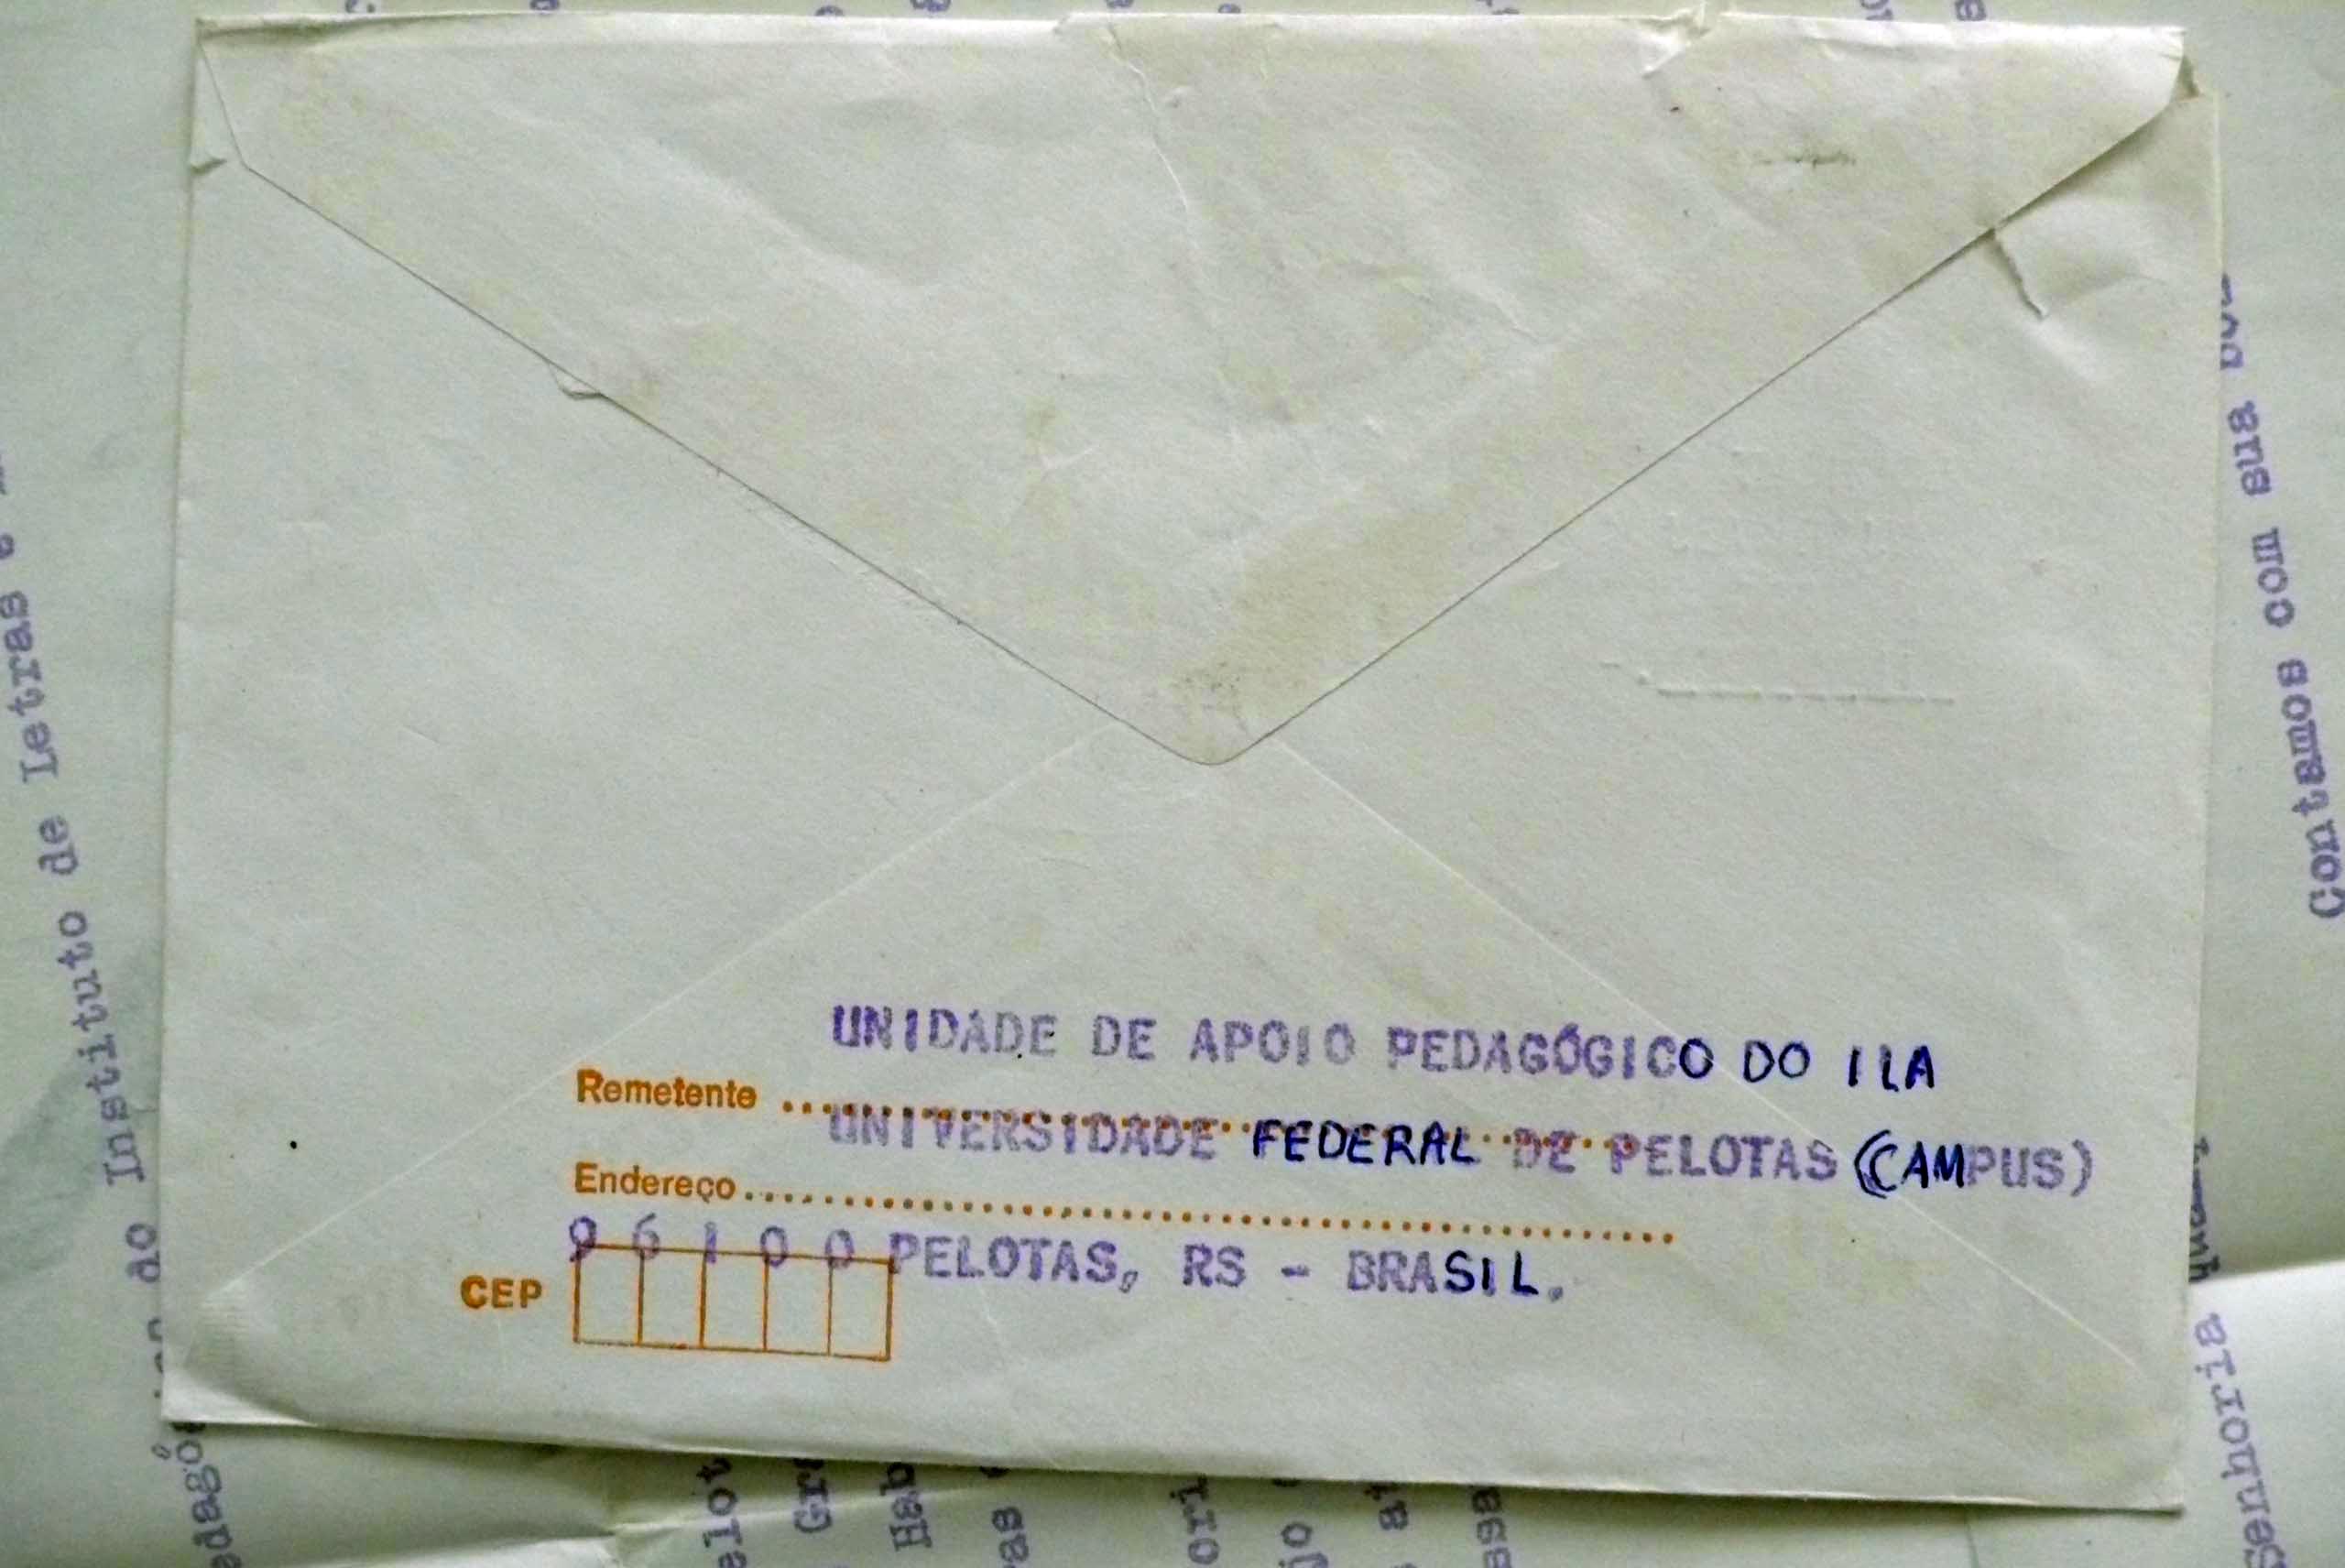 UNIDADE DE APOIO PEDAGÓGICO DO ILA
Remetente
UNIVERSIDADE FEDERAL DE PELOTAS (CAMPUS)
Endereço
96100 PELOTAS, RS - BRASIL.
CEP
do Instituto de Letras e
Contamos com sua
Senhoria